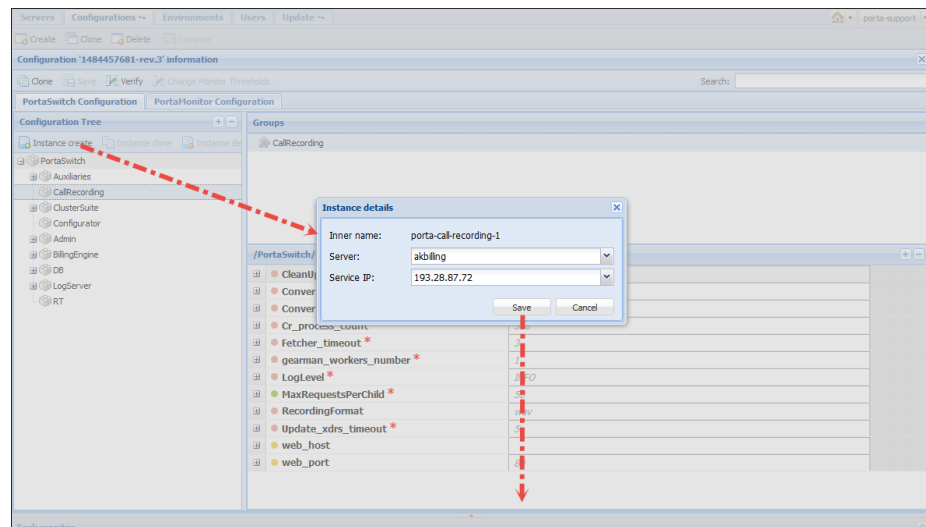 Servers Configurations Environments Users Update porta-support
Create Clone Delete Compare
Configuration '1484457681-rev.3' information
Clone Save Verify Change Monitor Thresholds Search:
PortaSwitch Configuration PortaMonitor Configuration
Configuration Tree Groups
Instance create Instance clone Instance de CallRecording
PortaSwitch
Auxiliaries
CallRecording
ClusterSuite
Configurator
Admin
BillingEngine
DB
LogServer
RT
Instance details
Inner name: porta-call-recording-1
Server: akbilling
Service IP: 193.28.87.72
Save Cancel
/PortaSwitch/
CleanUp
Conver
Conver
Cr_process_count
Fetcher_timeout *
gearman_workers_number *
LogLevel * INFO
MaxRequestsPerChild *
RecordingFormat wav
Update_xdrs_timeout *
web_host
web_port